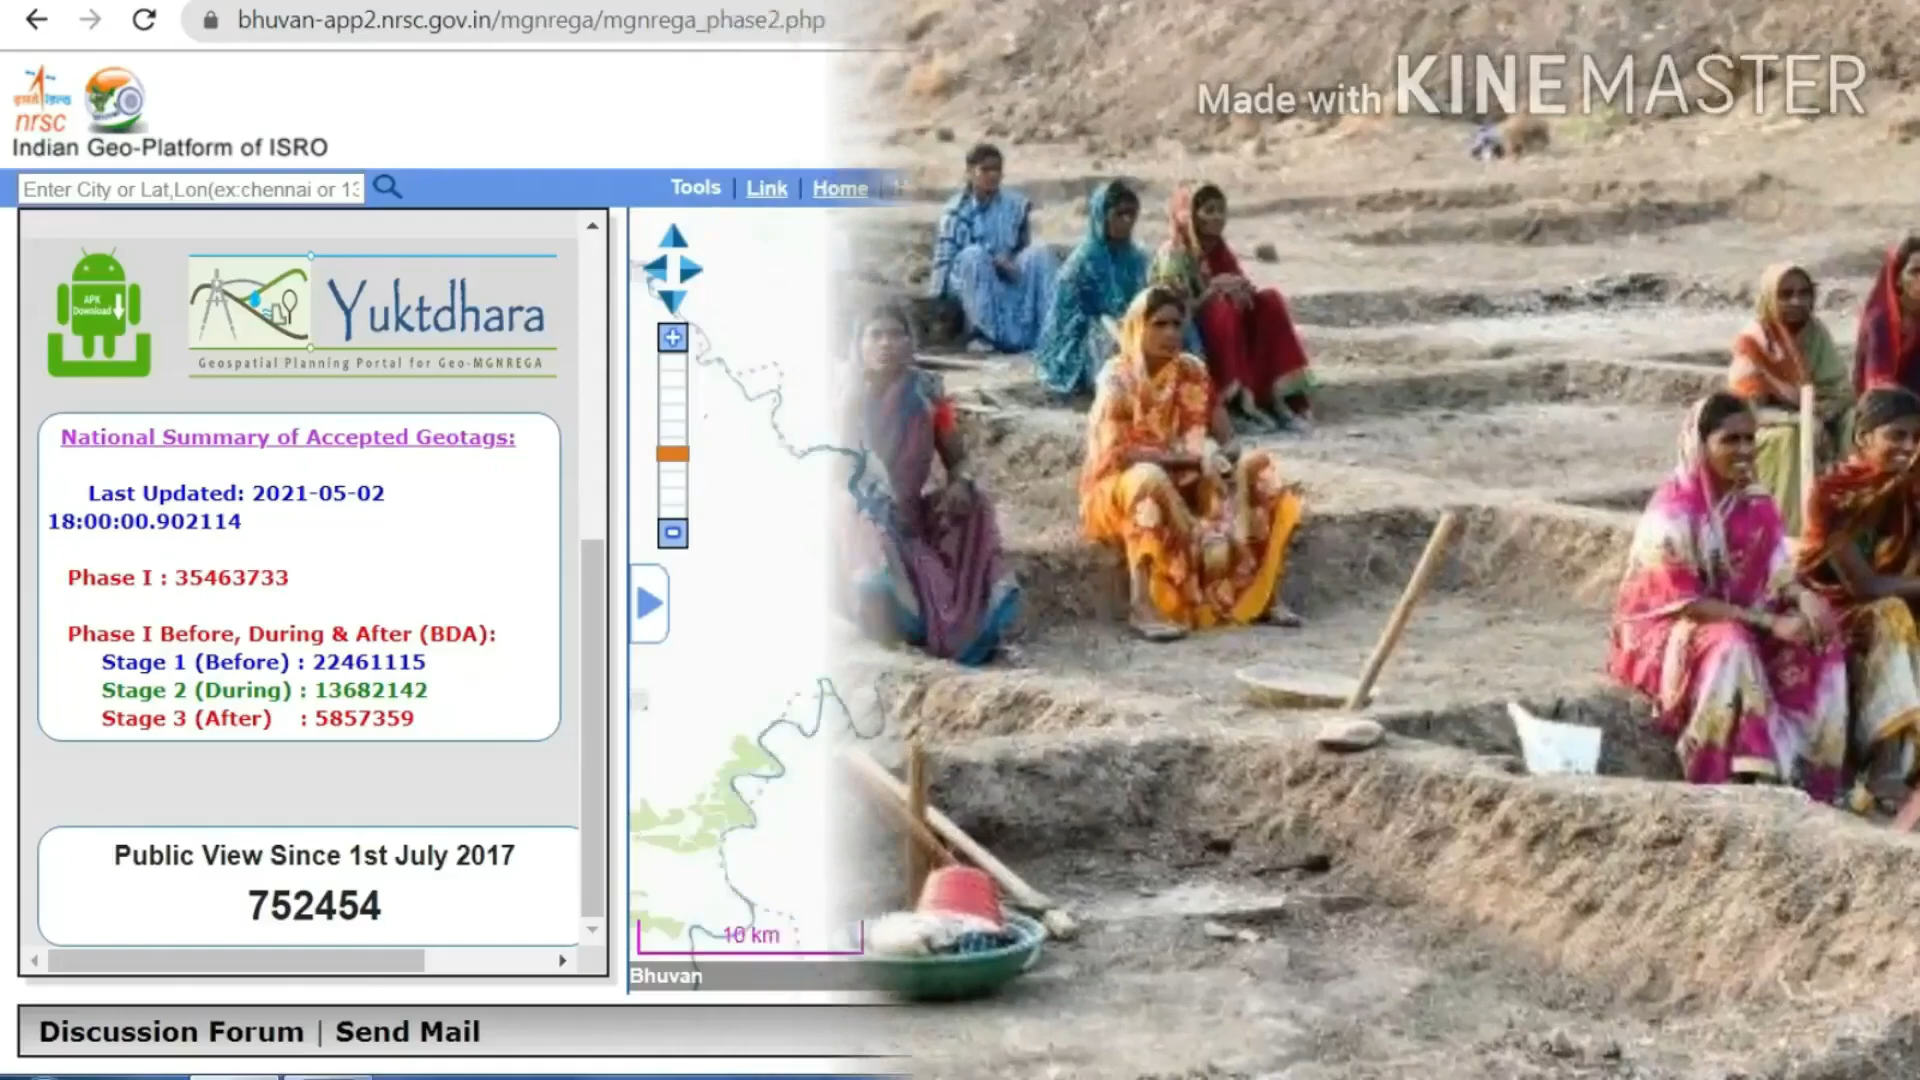 bhuvan-app2.nrsc.gov.in/mgnrega/mgnrega_phase2.php
Made with KINEMASTER
nrsc
Indian Geo-Platform of ISRO
Enter City or Lat,Lon(ex:chennai or 13
Tools | Link | Home
APK
Download
Yuktdhara
Geospatial Planning Portal for Geo-MGNREGA
National Summary of Accepted Geotags:
Last Updated: 2021-05-02
18:00:00.902114
Phase I : 35463733
Phase I Before, During & After (BDA):
Stage 1 (Before) : 22461115
Stage 2 (During) : 13682142
Stage 3 (After) : 5857359
Public View Since 1st July 2017
752454
10 km
Bhuvan
Discussion Forum | Send Mail